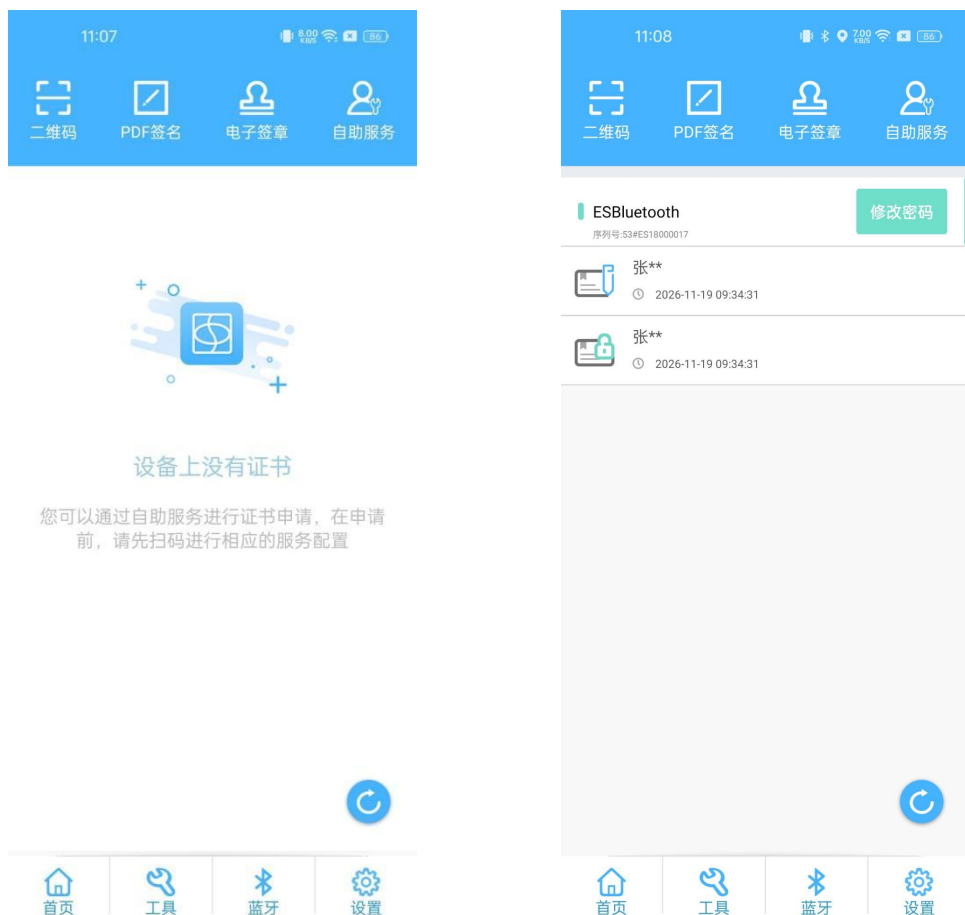 11:07
8.00
KB/S
86
二维码
PDF签名
电子签章
自助服务
设备上没有证书
您可以通过自助服务进行证书申请，在申请
前，请先扫码进行相应的服务配置
首页
工具
蓝牙
设置
11:08
7.00
KB/S
86
二维码
PDF签名
电子签章
自助服务
ESBluetooth
修改密码
序列号:53#ES18000017
张**
2026-11-19 09:34:31
张**
2026-11-19 09:34:31
首页
工具
蓝牙
设置